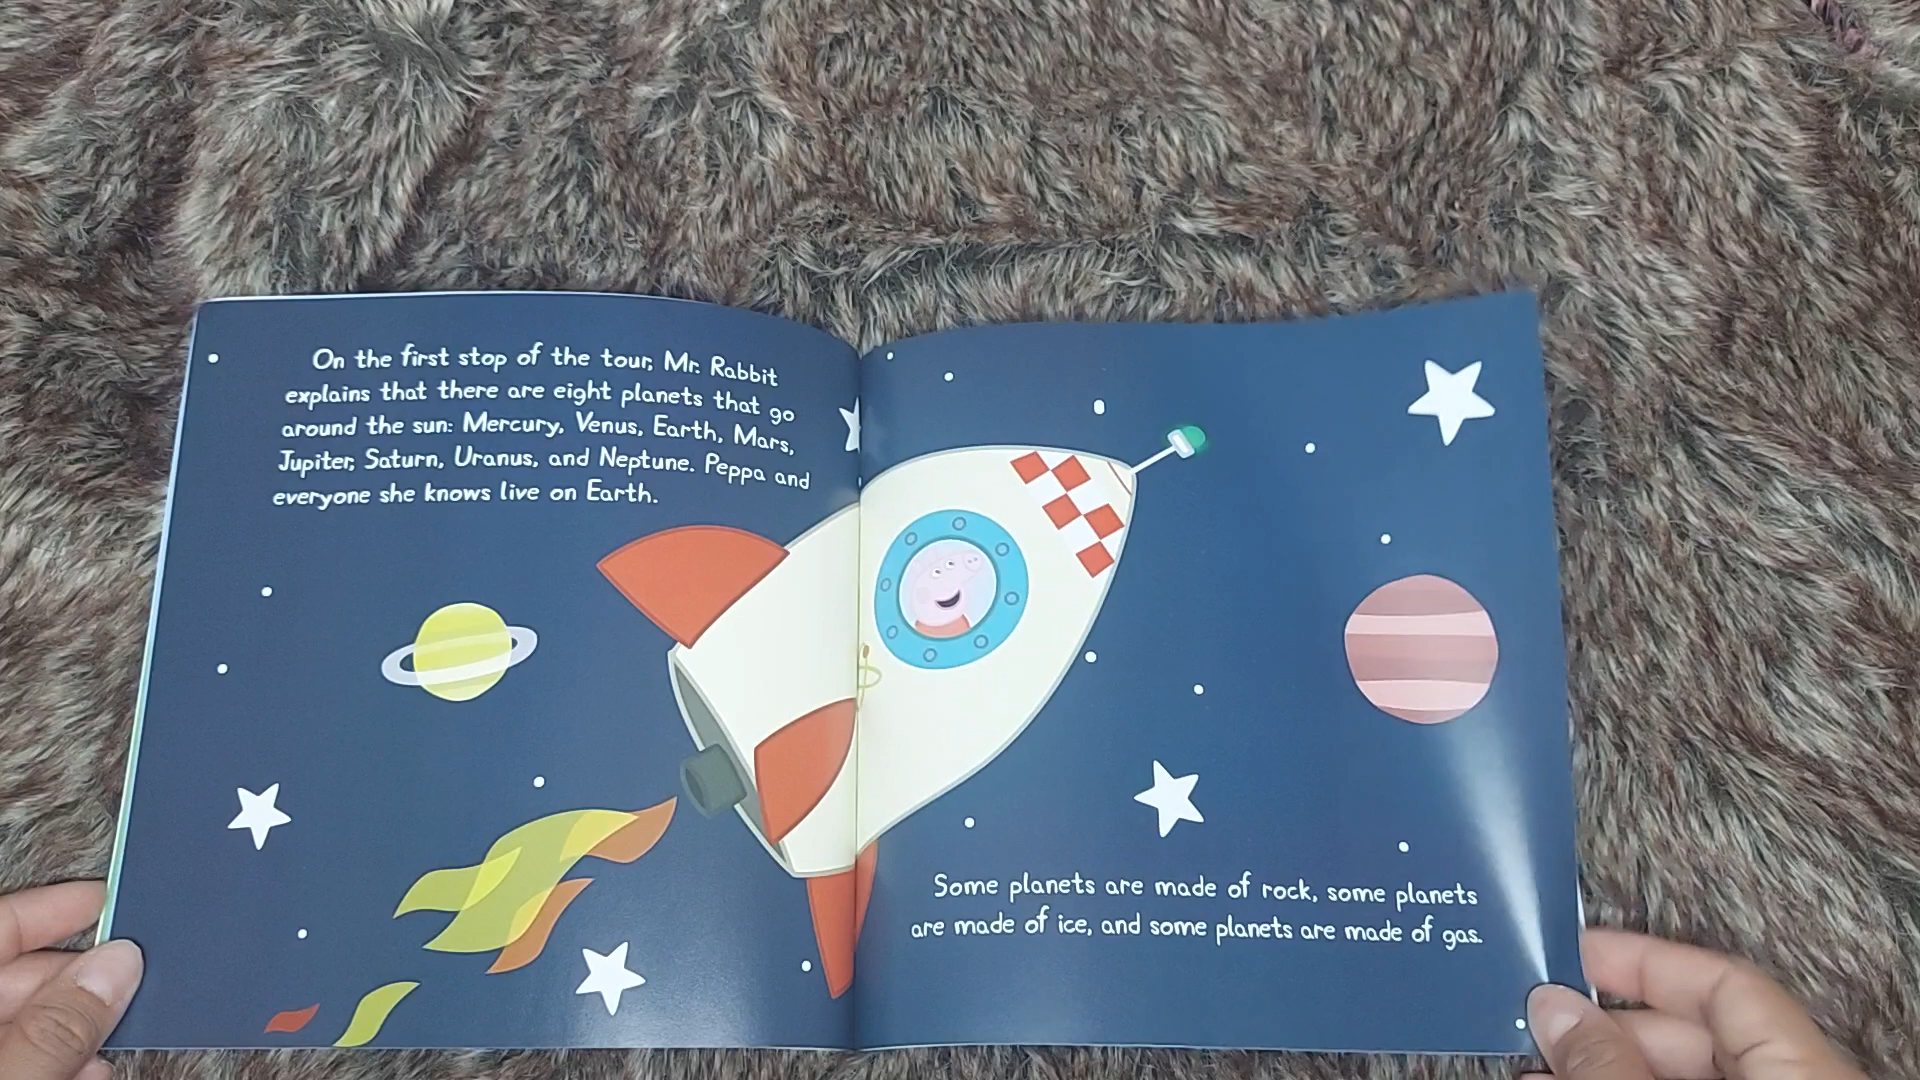 On the first stop of the tour, Mr. Rabbit
explains that there are eight planets that go
around the sun: Mercury, Venus, Earth, Mars,
Jupiter, Saturn, Uranus, and Neptune. Peppa and
everyone she knows live on Earth.
Some planets are made of rock, some planets
are made of ice, and some planets are made of gas.